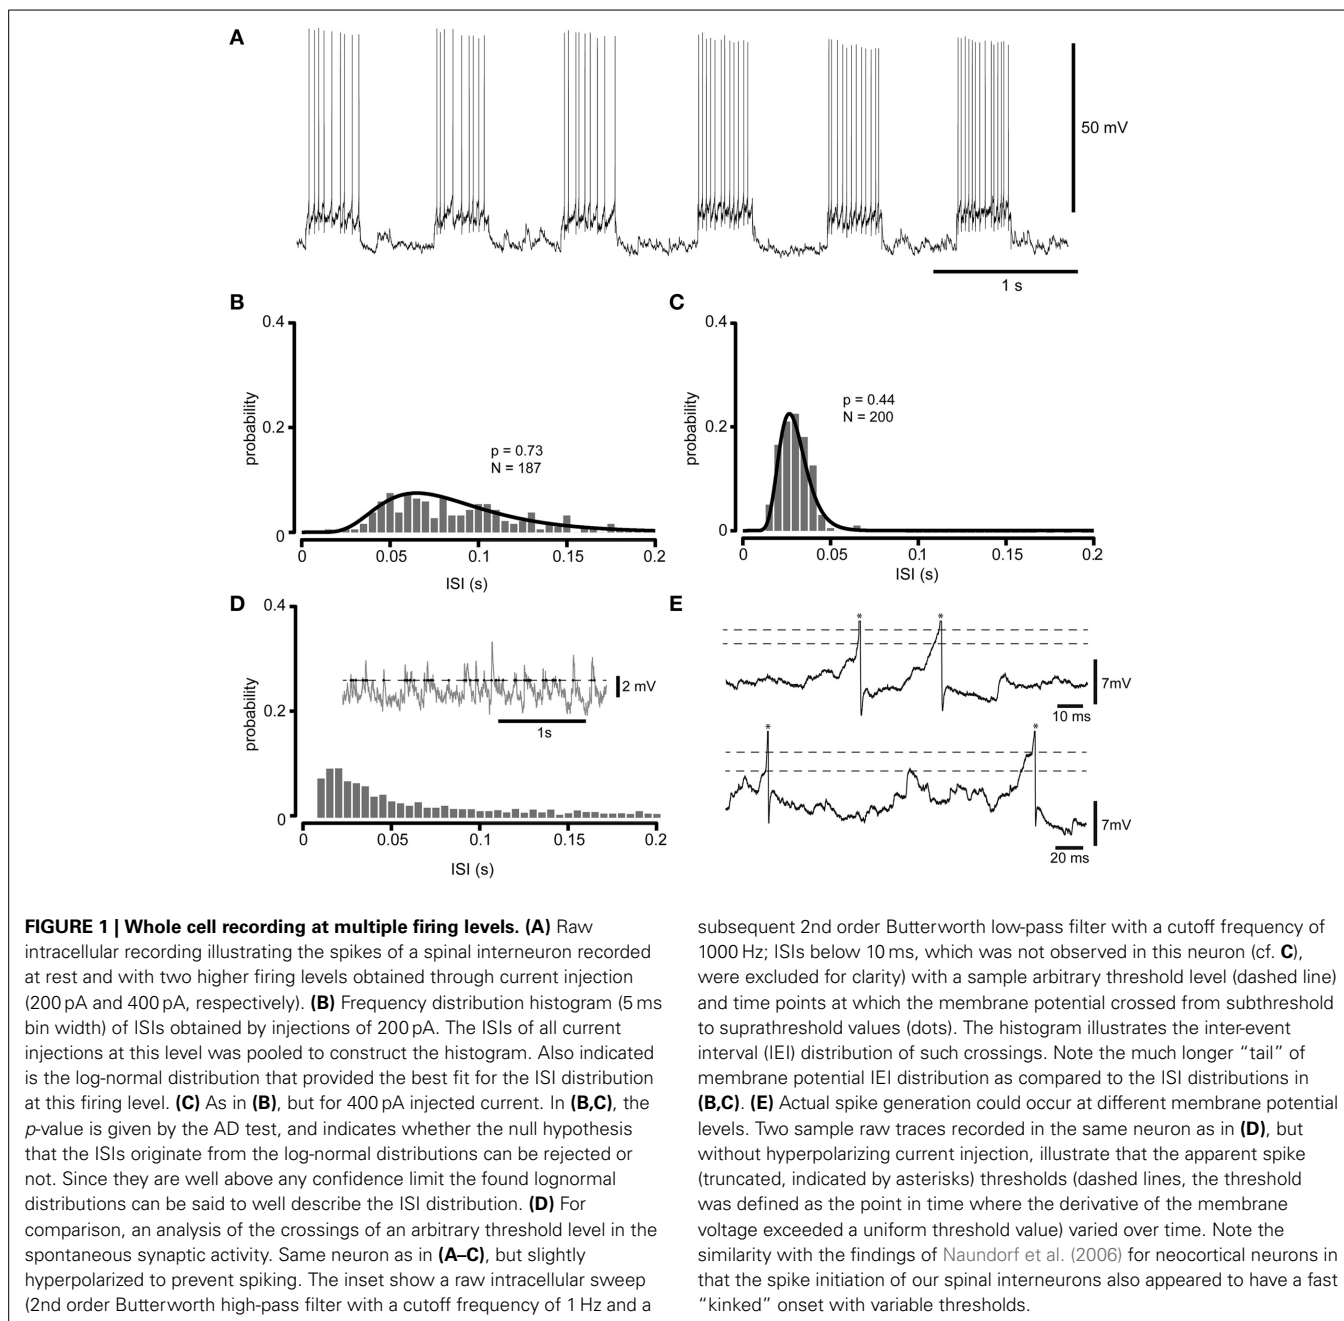 A
50 mV
1 s
B
0.4
probability
0.2
p = 0.73
N = 187
0
0
0.05
0.1
0.15
0.2
ISI (s)
C
0.4
probability
0.2
p = 0.44
N = 200
0
0
0.05
0.1
0.15
0.2
ISI (s)
D
0.4
probability
2 mV
0.2
1s
0
0
0.05
0.1
0.15
0.2
ISI (s)
E
*
*
7mV
10 ms
*
*
7mV
20 ms
FIGURE 1 | Whole cell recording at multiple firing levels. (A) Raw
intracellular recording illustrating the spikes of a spinal interneuron recorded
at rest and with two higher firing levels obtained through current injection
(200 pA and 400 pA, respectively). (B) Frequency distribution histogram (5 ms
bin width) of ISIs obtained by injections of 200 pA. The ISIs of all current
injections at this level was pooled to construct the histogram. Also indicated
is the log-normal distribution that provided the best fit for the ISI distribution
at this firing level. (C) As in (B), but for 400 pA injected current. In (B,C), the
p-value is given by the AD test, and indicates whether the null hypothesis
that the ISIs originate from the log-normal distributions can be rejected or
not. Since they are well above any confidence limit the found lognormal
distributions can be said to well describe the ISI distribution. (D) For
comparison, an analysis of the crossings of an arbitrary threshold level in the
spontaneous synaptic activity. Same neuron as in (A–C), but slightly
hyperpolarized to prevent spiking. The inset show a raw intracellular sweep
(2nd order Butterworth high-pass filter with a cutoff frequency of 1 Hz and a
subsequent 2nd order Butterworth low-pass filter with a cutoff frequency of
1000 Hz; ISIs below 10 ms, which was not observed in this neuron (cf. C),
were excluded for clarity) with a sample arbitrary threshold level (dashed line)
and time points at which the membrane potential crossed from subthreshold
to suprathreshold values (dots). The histogram illustrates the inter-event
interval (IEI) distribution of such crossings. Note the much longer “tail” of
membrane potential IEI distribution as compared to the ISI distributions in
(B,C). (E) Actual spike generation could occur at different membrane potential
levels. Two sample raw traces recorded in the same neuron as in (D), but
without hyperpolarizing current injection, illustrate that the apparent spike
(truncated, indicated by asterisks) thresholds (dashed lines, the threshold
was defined as the point in time where the derivative of the membrane
voltage exceeded a uniform threshold value) varied over time. Note the
similarity with the findings of Naundorf et al. (2006) for neocortical neurons in
that the spike initiation of our spinal interneurons also appeared to have a fast
“kinked” onset with variable thresholds.